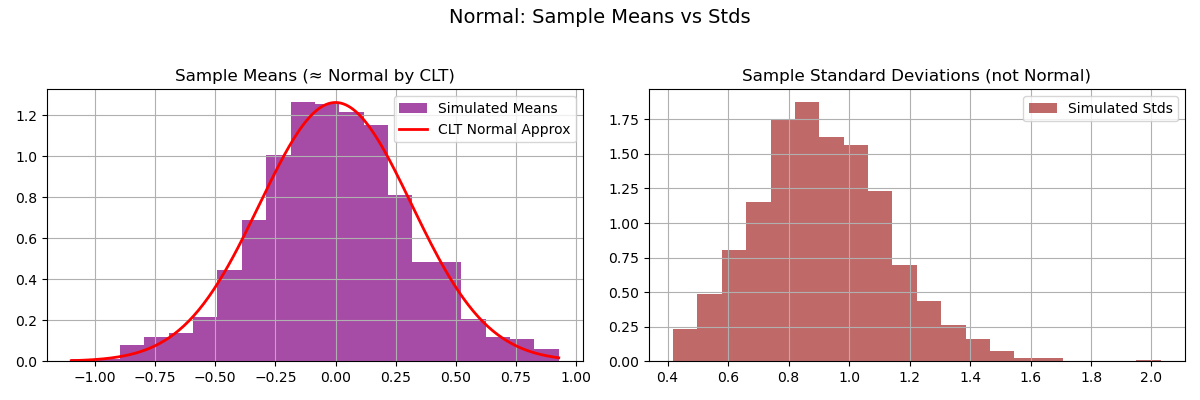 Normal: Sample Means vs Stds
Sample Means (≈ Normal by CLT)
Simulated Means
CLT Normal Approx
1.2
1.0
0.8
0.6
0.4
0.2
0.0
−1.00 −0.75 −0.50 −0.25 0.00 0.25 0.50 0.75 1.00
Sample Standard Deviations (not Normal)
Simulated Stds
1.75
1.50
1.25
1.00
0.75
0.50
0.25
0.00
0.4 0.6 0.8 1.0 1.2 1.4 1.6 1.8 2.0